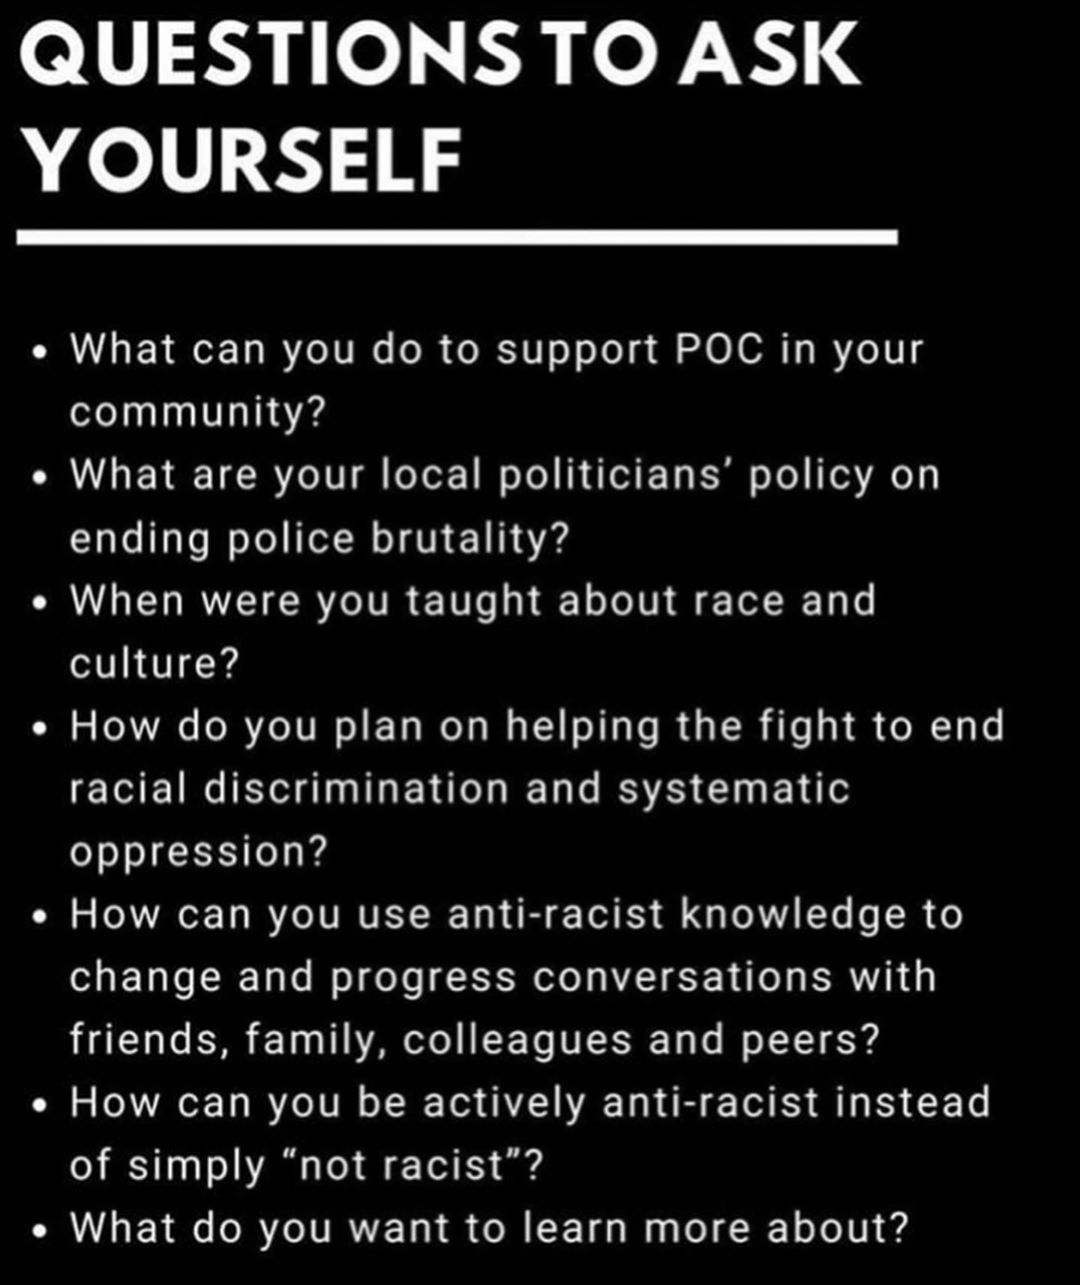 QUESTIONS TO ASK
YOURSELF
• What can you do to support POC in your
community?
• What are your local politicians’ policy on
ending police brutality?
• When were you taught about race and
culture?
• How do you plan on helping the fight to end
racial discrimination and systematic
oppression?
• How can you use anti-racist knowledge to
change and progress conversations with
friends, family, colleagues and peers?
• How can you be actively anti-racist instead
of simply “not racist”?
• What do you want to learn more about?